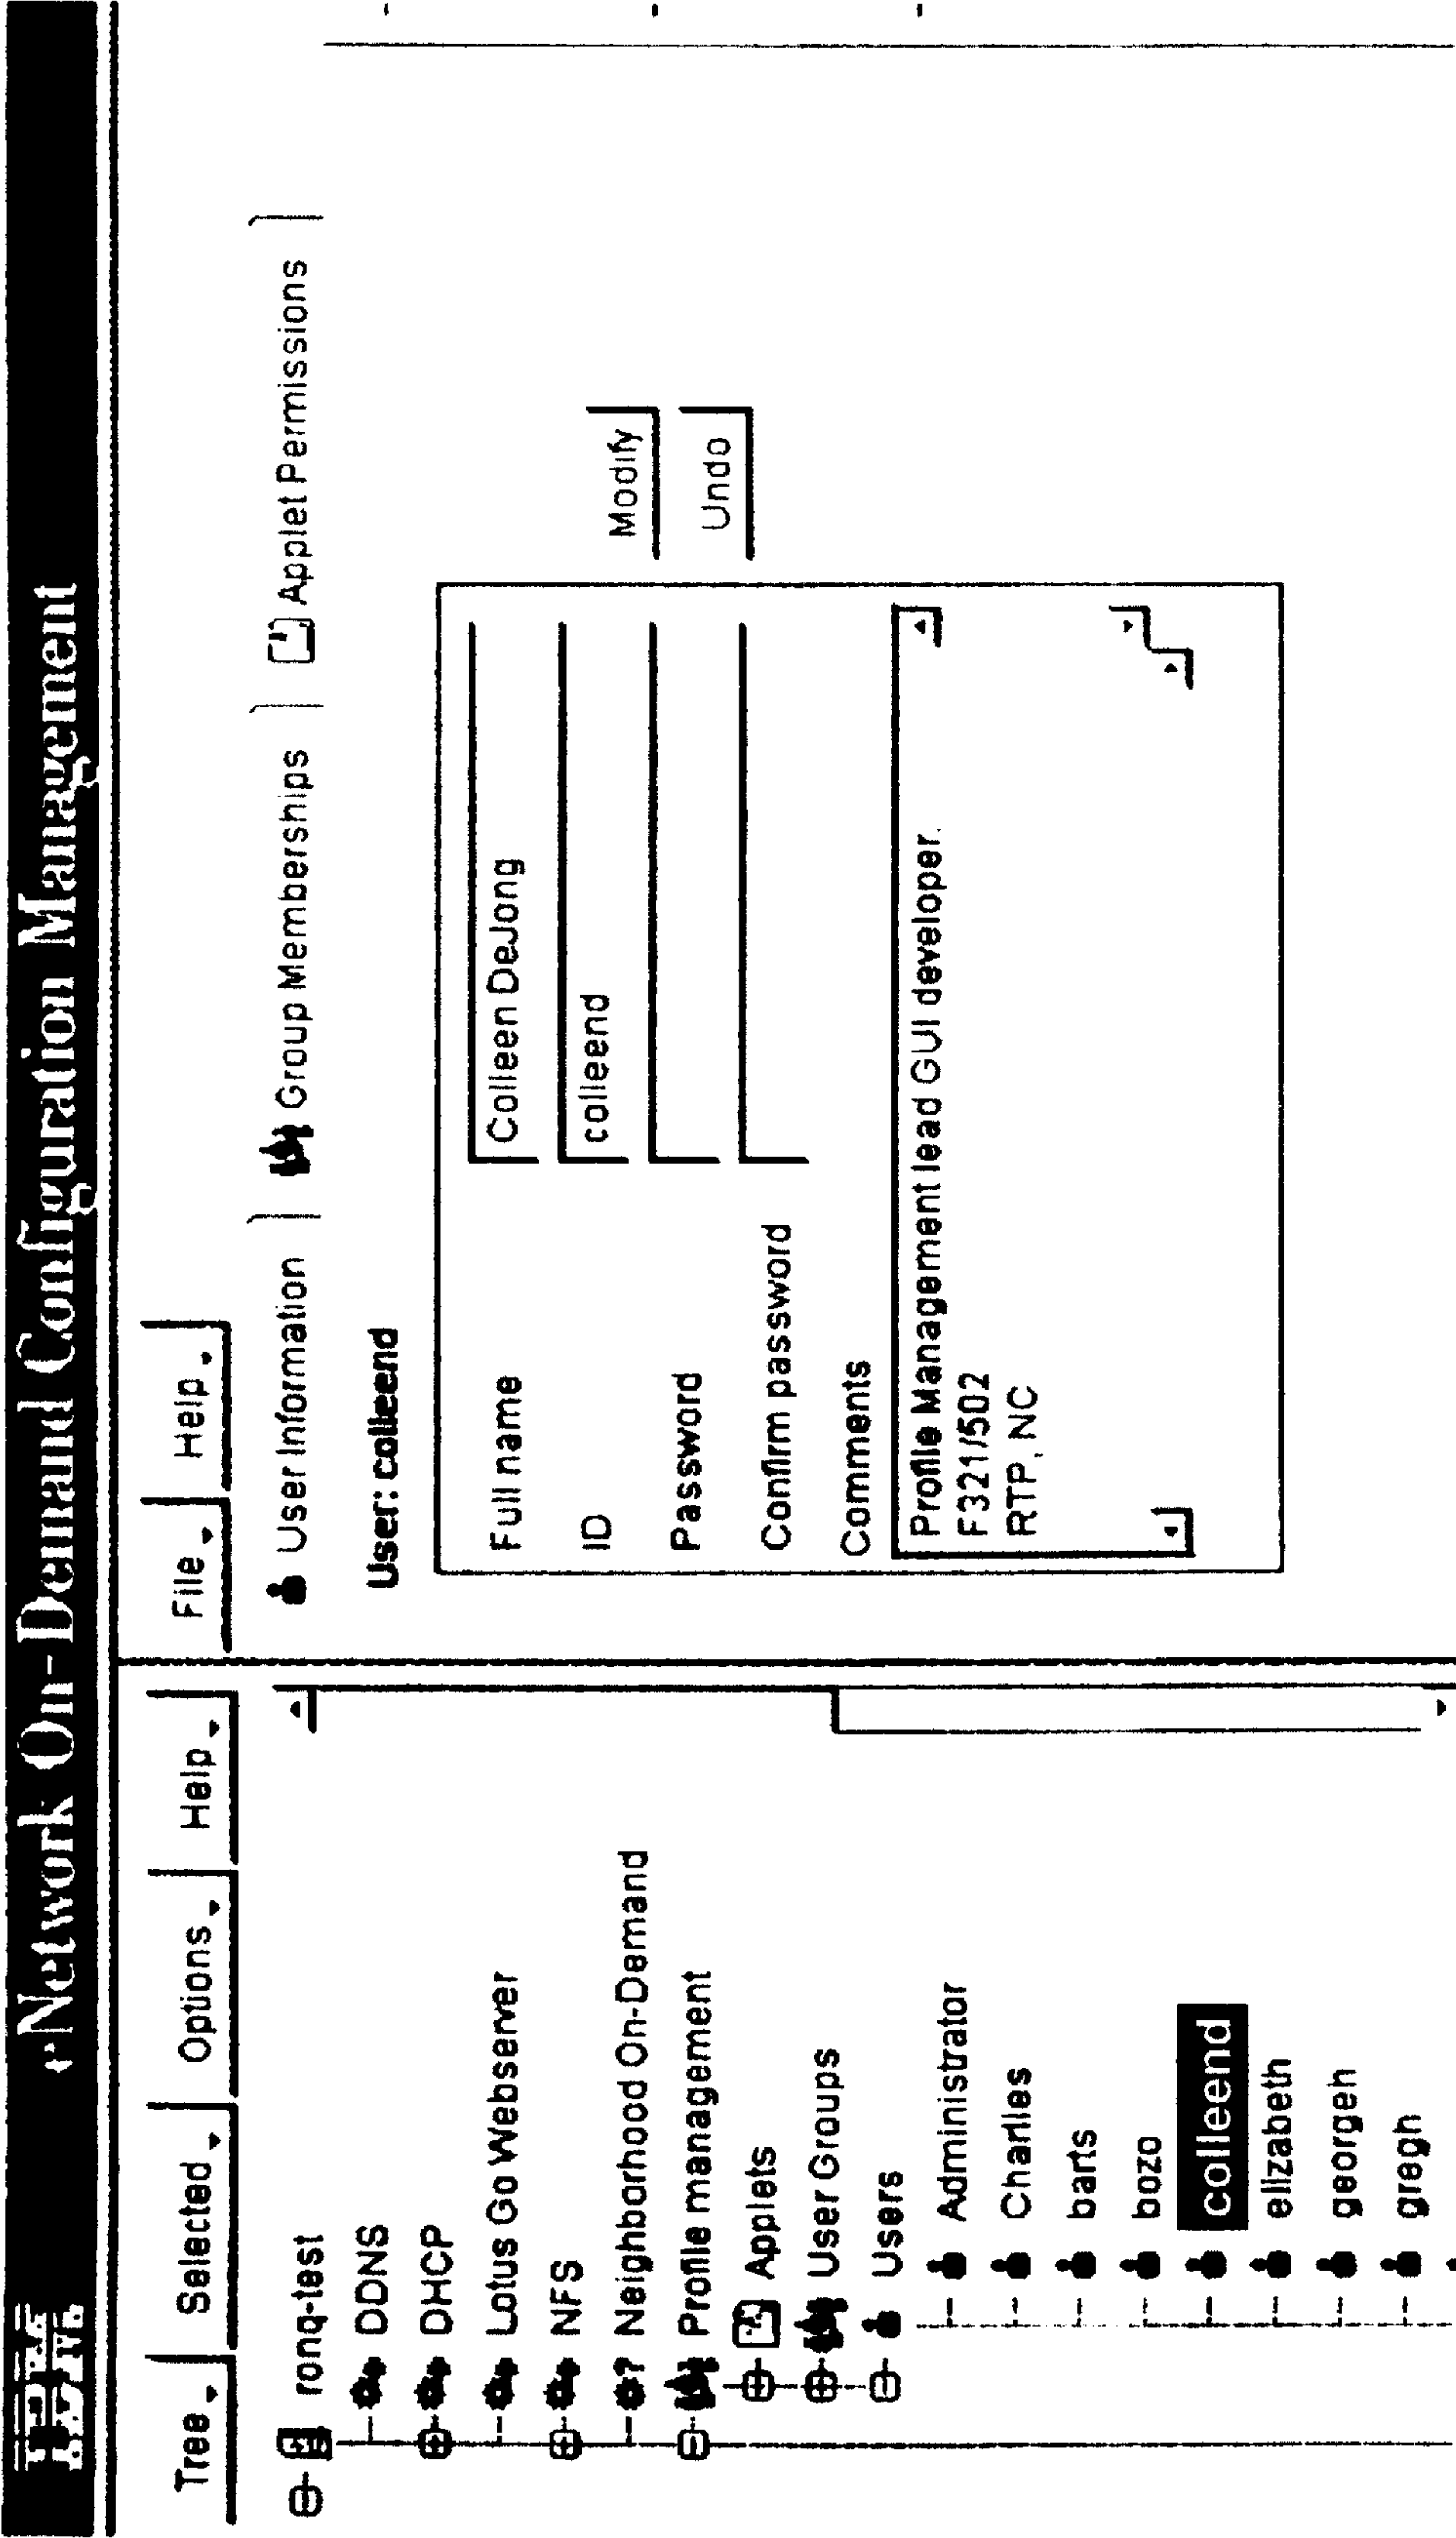 IBM eNetwork On-Demand Configuration Management
Tree Selected Options Help
ronq-test
DDNS
DHCP
Lotus Go Webserver
NFS
Neighborhood On-Demand
Profile management
Applets
User Groups
Users
Administrator
Charlies
barts
bozo
colleend
elizabeth
georgeh
gregh
File Help
User Information Group Memberships Applet Permissions
User: colleend
Full name Colleen DeJong
ID colleend
Password
Confirm password
Modify
Undo
Comments
Profile Management lead GUI developer.
F321/502
RTP, NC